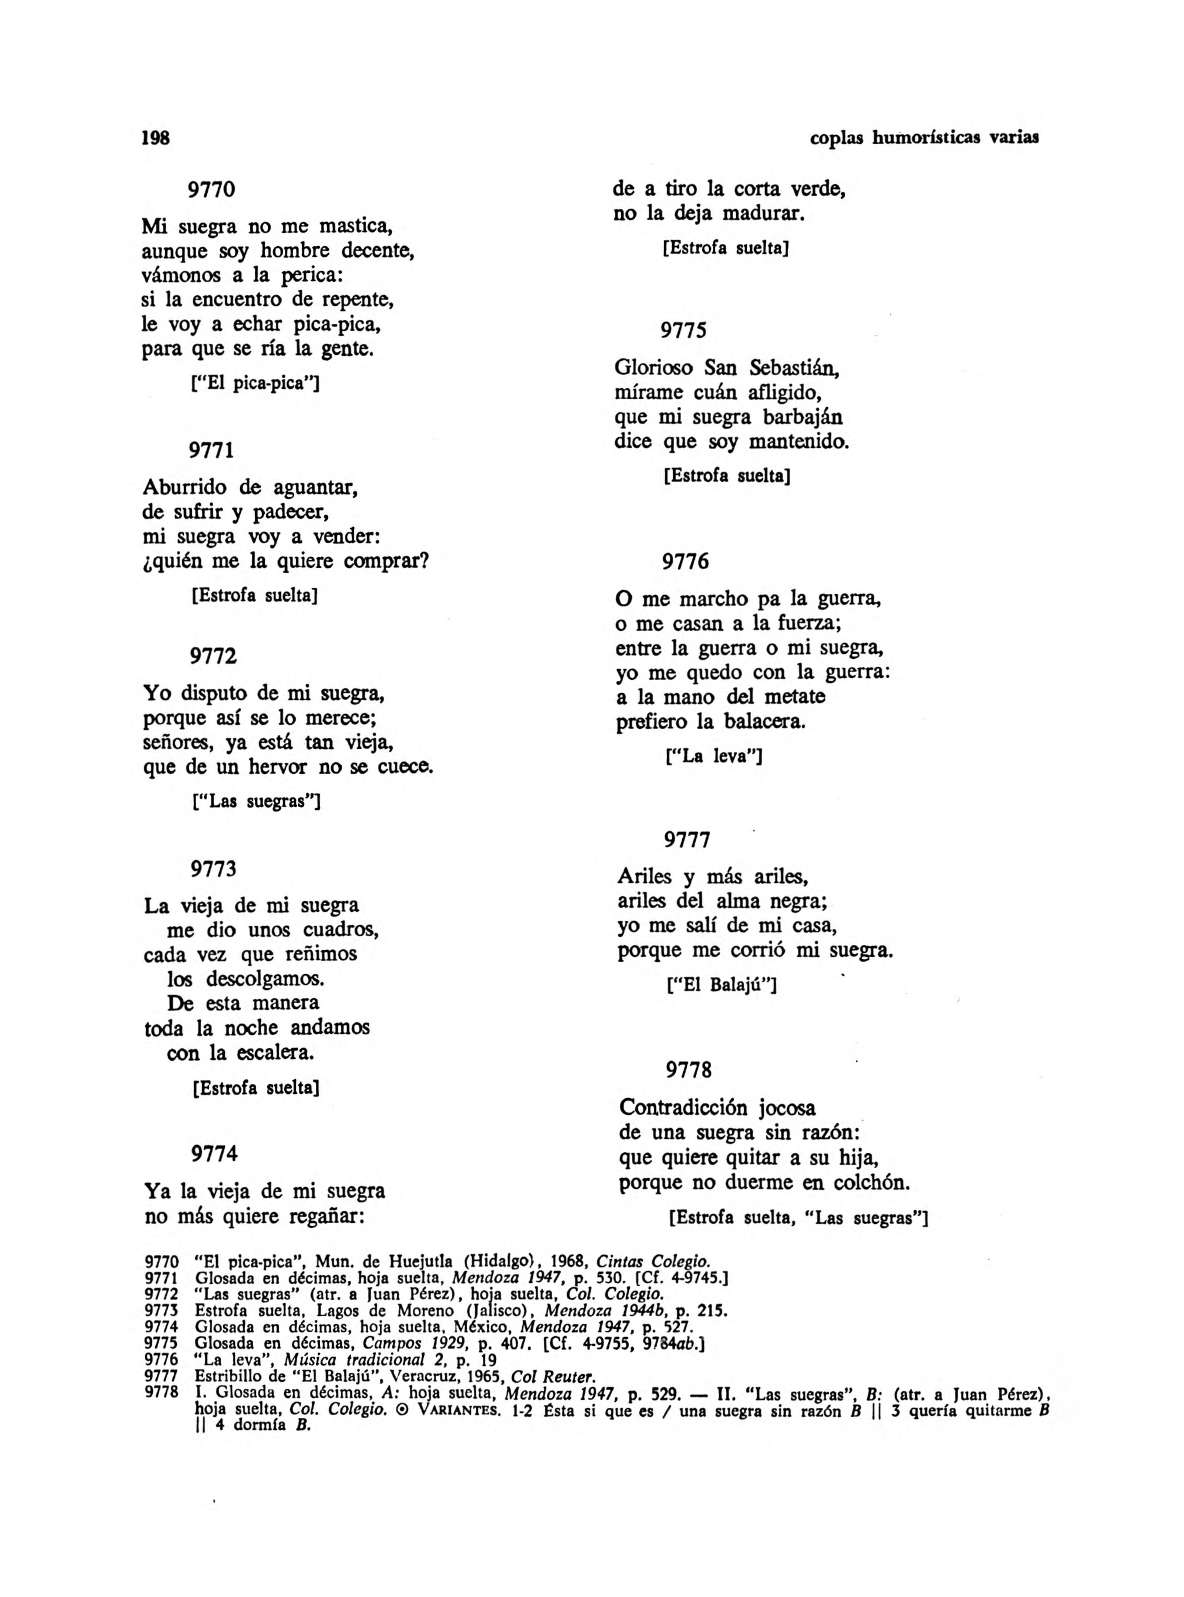 198
coplas humorísticas varias
9770
Mi suegra no me mastica,
aunque soy hombre decente,
vámonos a la perica:
si la encuentro de repente,
le voy a echar pica-pica,
para que se ría la gente.
["El pica-pica"]
9771
Aburrido de aguantar,
de sufrir y padecer,
mi suegra voy a vender:
¿quién me la quiere comprar?
[Estrofa suelta]
9772
Yo disputo de mi suegra,
porque así se lo merece;
señores, ya está tan vieja,
que de un hervor no se cuece.
["Las suegras"]
9773
La vieja de mi suegra
me dio unos cuadros,
cada vez que reñimos
los descolgamos.
De esta manera
toda la noche andamos
con la escalera.
[Estrofa suelta]
9774
Ya la vieja de mi suegra
no más quiere regañar:
de a tiro la corta verde,
no la deja madurar.
[Estrofa suelta]
9775
Glorioso San Sebastián,
mírame cuán afligido,
que mi suegra barbaján
dice que soy mantenido.
[Estrofa suelta]
9776
O me marcho pa la guerra,
o me casan a la fuerza;
entre la guerra o mi suegra,
yo me quedo con la guerra:
a la mano del metate
prefiero la balacera.
["La leva"]
9777
Ariles y más ariles,
ariles del alma negra;
yo me salí de mi casa,
porque me corrió mi suegra.
["El Balajú"]
9778
Contradicción jocosa
de una suegra sin razón:
que quiere quitar a su hija,
porque no duerme en colchón.
[Estrofa suelta, "Las suegras"]
9770 "El pica-pica", Mun. de Huejutla (Hidalgo), 1968, Cintas Colegio.
9771 Glosada en décimas, hoja suelta, Mendoza 1947, p. 530. [Cf. 4-9745.]
9772 "Las suegras" (atr. a Juan Pérez), hoja suelta, Col. Colegio.
9773 Estrofa suelta, Lagos de Moreno (Jalisco), Mendoza 1944b, p. 215.
9774 Glosada en décimas, hoja suelta, México, Mendoza 1947, p. 527.
9775 Glosada en décimas, Campos 1929, p. 407. [Cf. 4-9755, 9784ab.]
9776 "La leva", Música tradicional 2, p. 19
9777 Estribillo de "El Balajú", Veracruz, 1965, Col Reuter.
9778 I. Glosada en décimas, A: hoja suelta, Mendoza 1947, p. 529. — II. "Las suegras", B: (atr. a Juan Pérez),
hoja suelta, Col. Colegio. ⊙ VARIANTES. 1-2 Ésta si que es / una suegra sin razón B || 3 quería quitarme B
|| 4 dormía B.